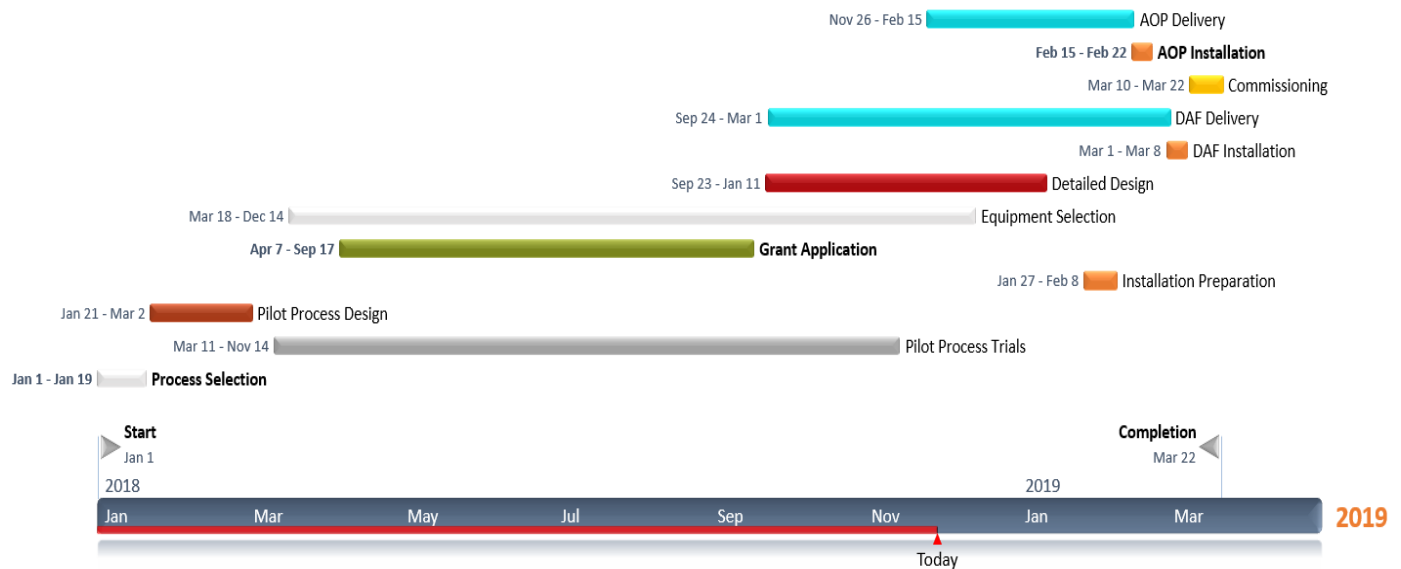 Nov 26 - Feb 15 AOP Delivery
Feb 15 - Feb 22 AOP Installation
Mar 10 - Mar 22 Commissioning
Sep 24 - Mar 1 DAF Delivery
Mar 1 - Mar 8 DAF Installation
Sep 23 - Jan 11 Detailed Design
Mar 18 - Dec 14 Equipment Selection
Apr 7 - Sep 17 Grant Application
Jan 27 - Feb 8 Installation Preparation
Jan 21 - Mar 2 Pilot Process Design
Mar 11 - Nov 14 Pilot Process Trials
Jan 1 - Jan 19 Process Selection
Start Completion
Jan 1 Mar 22
2018 2019
Jan Mar May Jul Sep Nov Jan Mar 2019
Today